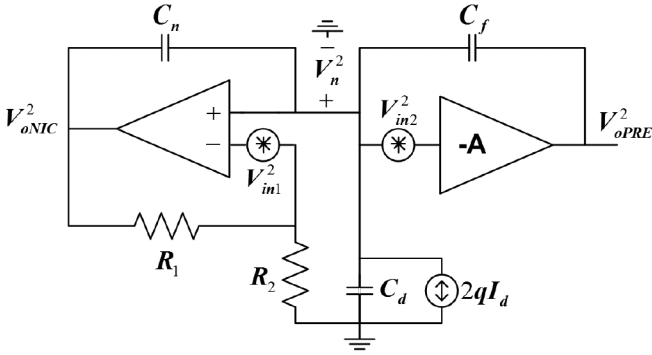 C_n
C_f
V_n^2
−
+
V_oNIC^2
+
−
V_in1^2
V_in2^2
-A
V_oPRE^2
R_1
R_2
C_d
2qI_d